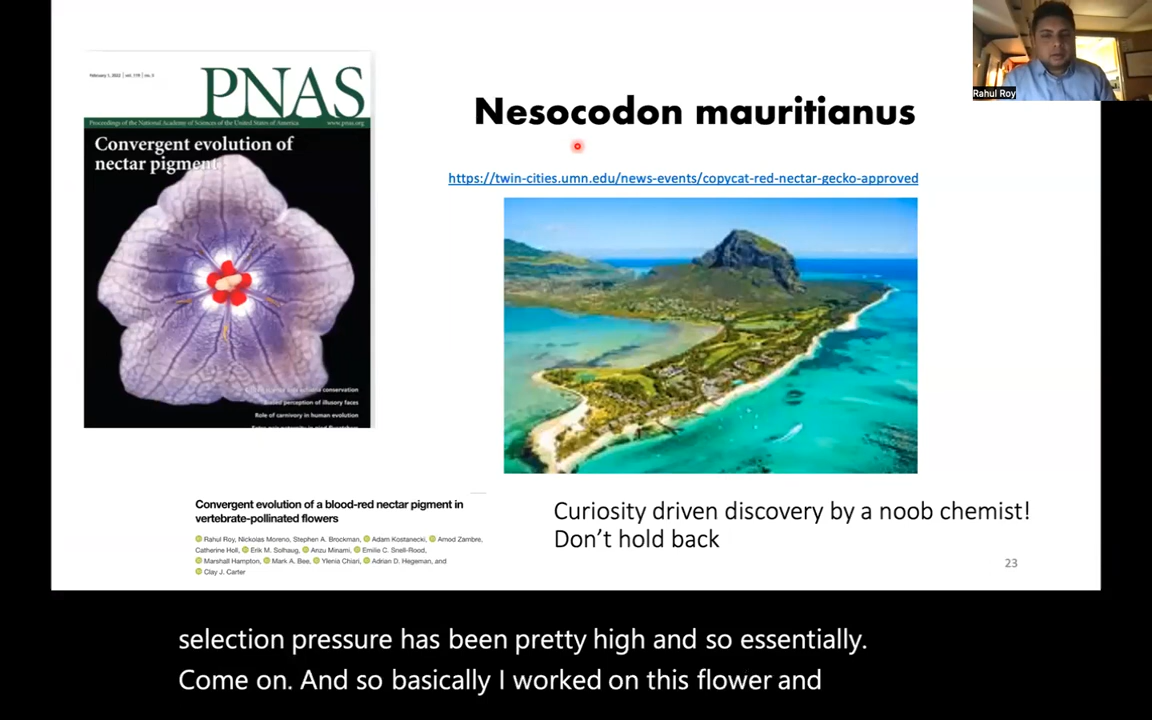 February 1, 2022 | vol. 119 | no. 5
PNAS
Proceedings of the National Academy of Sciences of the United States of America
www.pnas.org
Convergent evolution of
nectar pigment
conservation
perception of illusory faces
Role of carnivory in human evolution
Nesocodon mauritianus
https://twin-cities.umn.edu/news-events/copycat-red-nectar-gecko-approved
Rahul Roy
Convergent evolution of a blood-red nectar pigment in
vertebrate-pollinated flowers
Rahul Roy, Nickolas Moreno, Stephen A. Brockman, Adam Kostanecki, Amod Zambre,
Catherine Holl, Erik M. Solhaug, Anzu Minami, Emilie C. Snell-Rood,
Marshall Hampton, Mark A. Bee, Ylenia Chiari, Adrian D. Hegeman, and
Clay J. Carter
Curiosity driven discovery by a noob chemist!
Don't hold back
23
selection pressure has been pretty high and so essentially.
Come on. And so basically I worked on this flower and